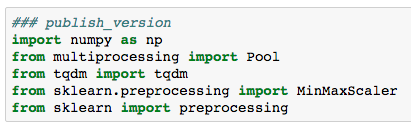 ### publish_version
import numpy as np
from multiprocessing import Pool
from tqdm import tqdm
from sklearn.preprocessing import MinMaxScaler
from sklearn import preprocessing